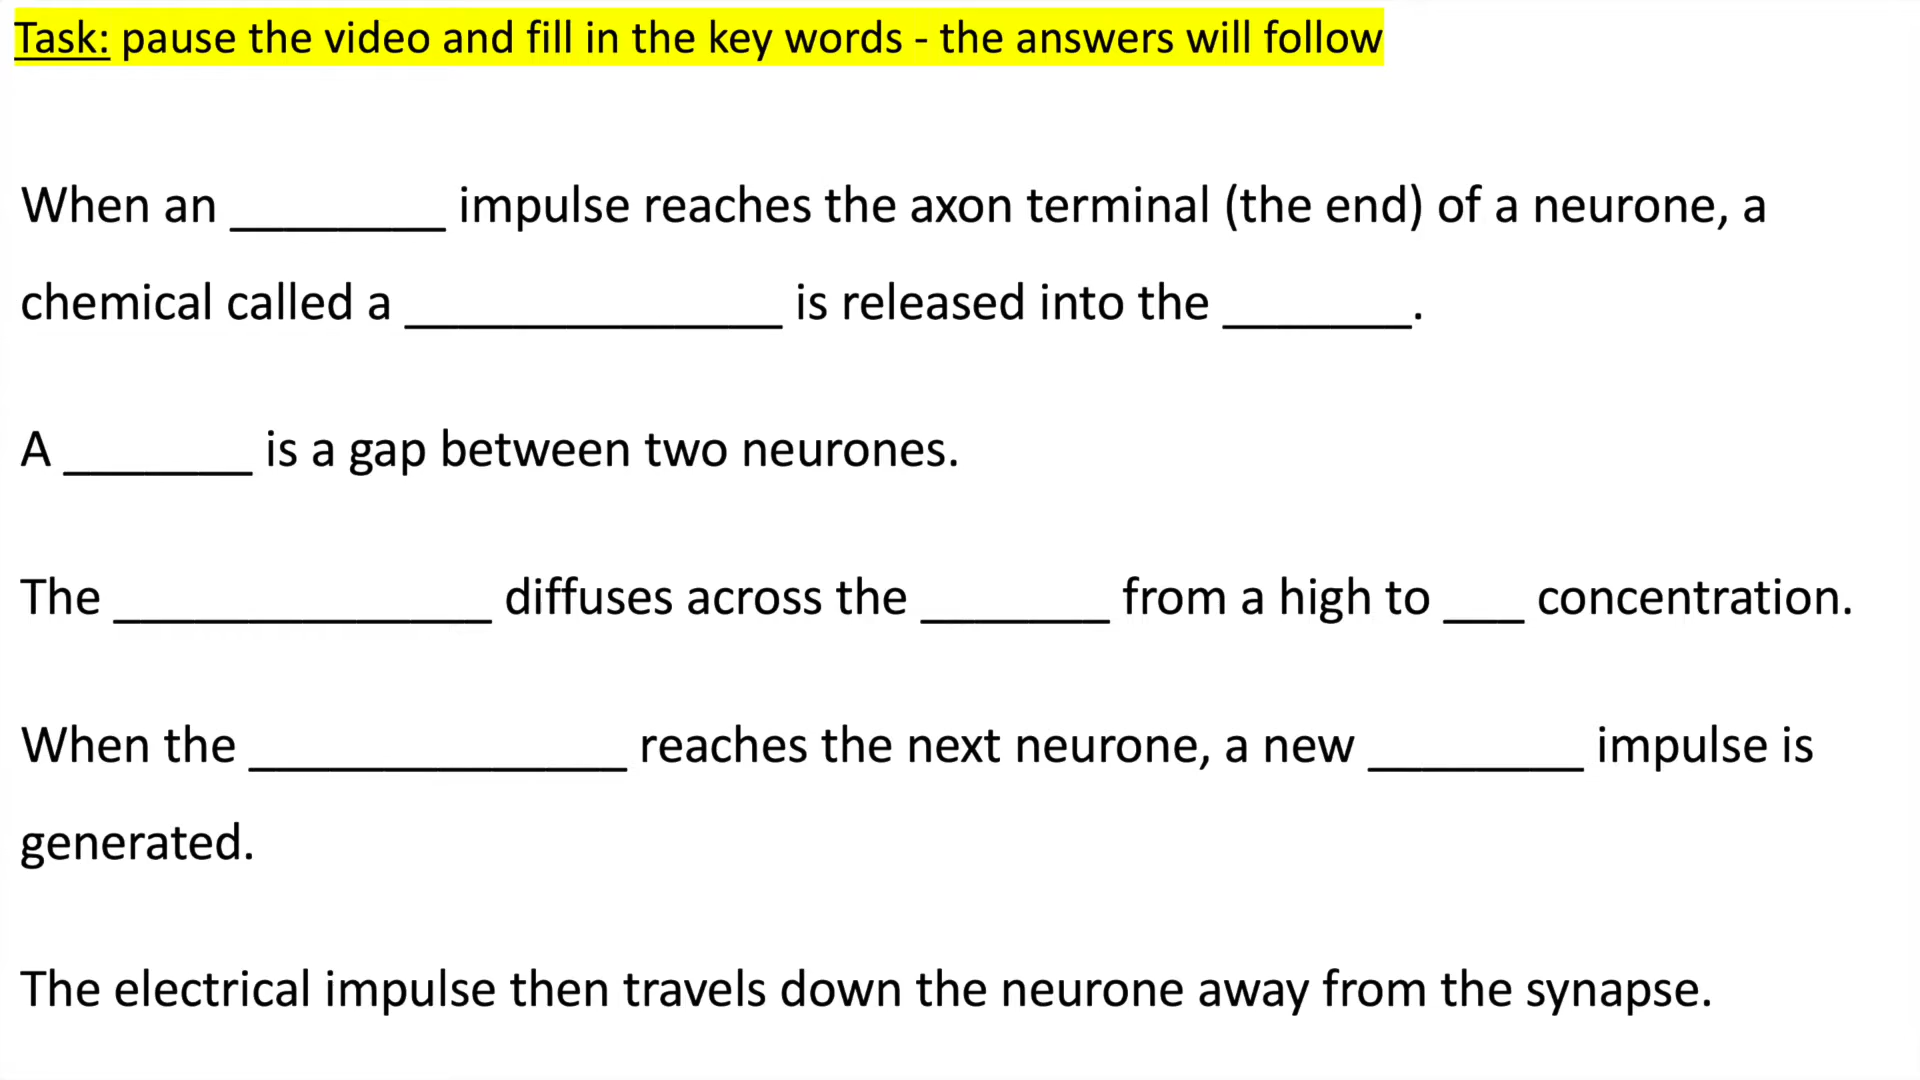 Task: pause the video and fill in the key words - the answers will follow
When an ________ impulse reaches the axon terminal (the end) of a neurone, a
chemical called a ______________ is released into the _______.
A _______ is a gap between two neurones.
The ______________ diffuses across the _______ from a high to ___ concentration.
When the ______________ reaches the next neurone, a new ________ impulse is
generated.
The electrical impulse then travels down the neurone away from the synapse.